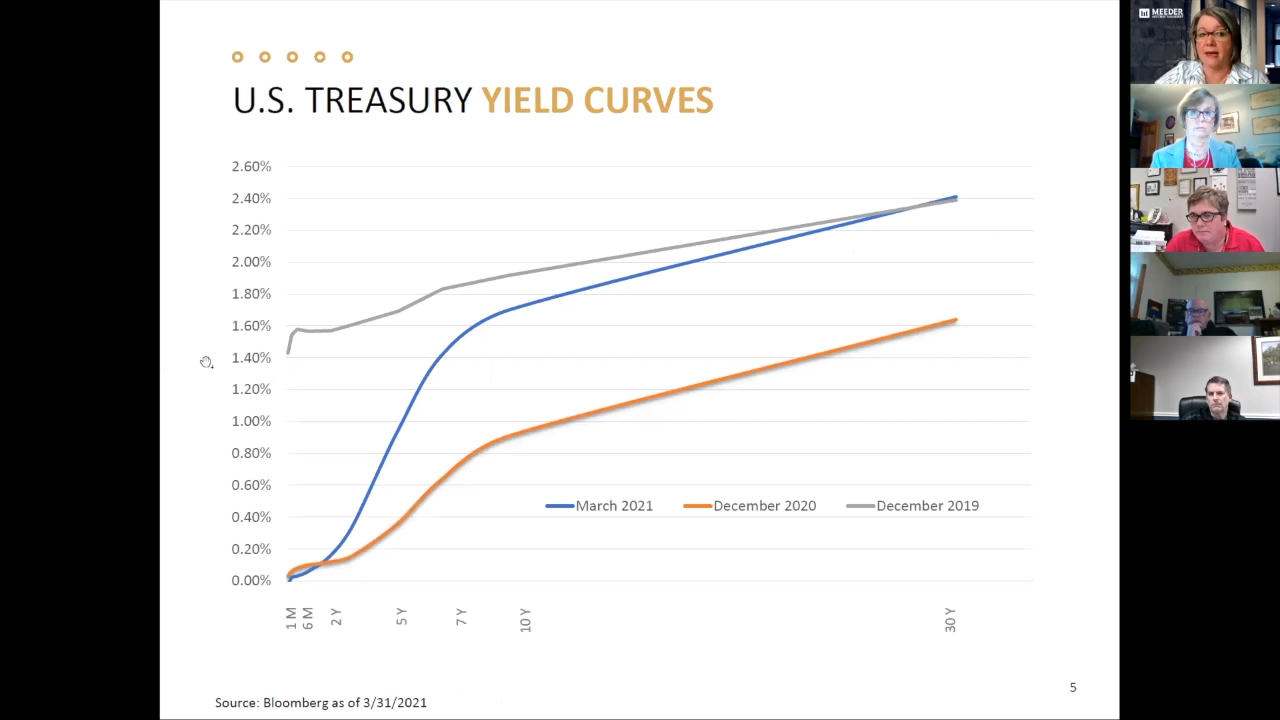 U.S. TREASURY YIELD CURVES
2.60%
2.40%
2.20%
2.00%
1.80%
1.60%
1.40%
1.20%
1.00%
0.80%
0.60%
0.40%
0.20%
0.00%
March 2021 December 2020 December 2019
1 M
6 M
2 Y
5 Y
7 Y
10 Y
30 Y
Source: Bloomberg as of 3/31/2021
5
MEEDER